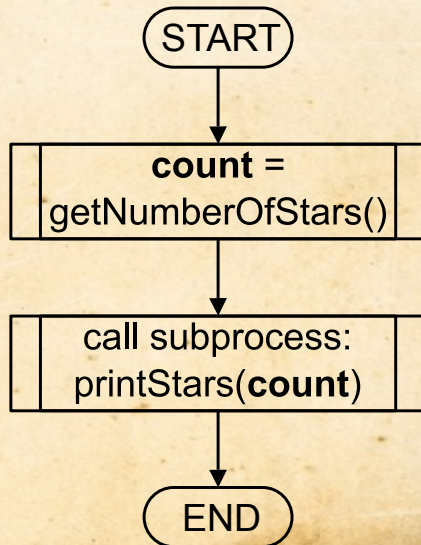 START
count =
getNumberOfStars()
call subprocess:
printStars(count)
END